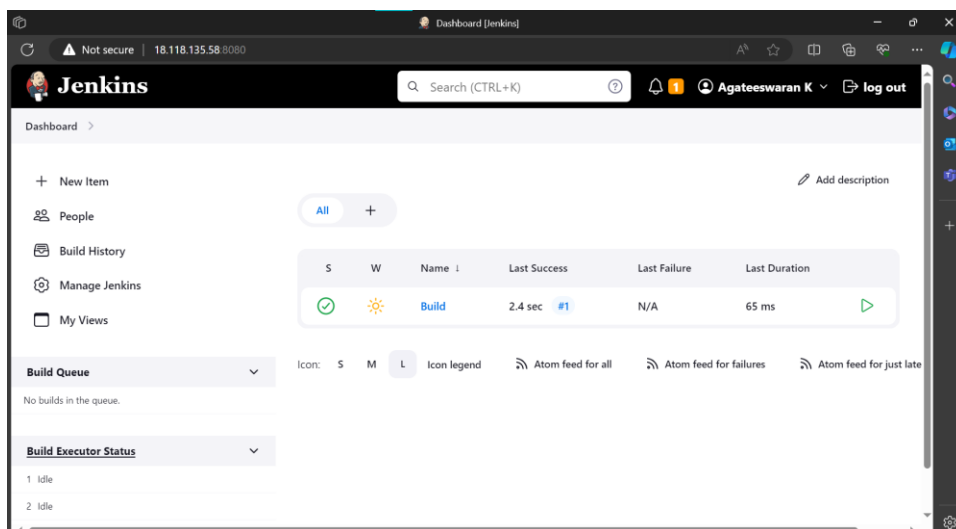 Dashboard [Jenkins]
Not secure | 18.118.135.58:8080
Jenkins
Search (CTRL+K)
1
Agateeswaran K
log out
Dashboard
New Item
People
Build History
Manage Jenkins
My Views
Add description
All +
S W Name ↓ Last Success Last Failure Last Duration
Build 2.4 sec #1 N/A 65 ms
Icon: S M L Icon legend Atom feed for all Atom feed for failures Atom feed for just late
Build Queue
No builds in the queue.
Build Executor Status
1 Idle
2 Idle